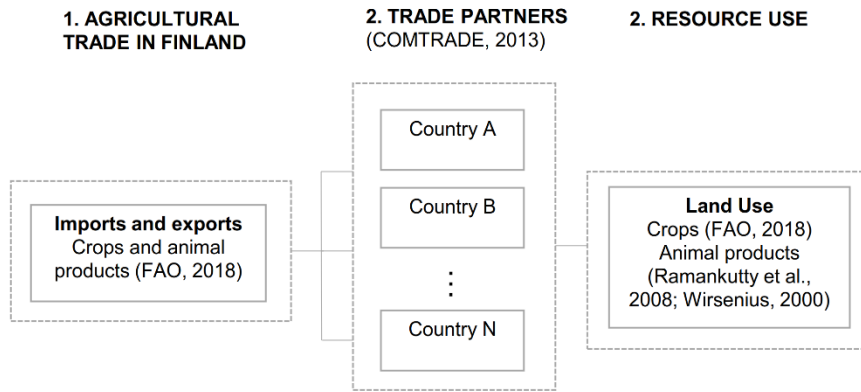 1. AGRICULTURAL
TRADE IN FINLAND
2. TRADE PARTNERS
(COMTRADE, 2013)
2. RESOURCE USE
Imports and exports
Crops and animal
products (FAO, 2018)
Country A
Country B
⋮
Country N
Land Use
Crops (FAO, 2018)
Animal products
(Ramankutty et al.,
2008; Wirsenius, 2000)